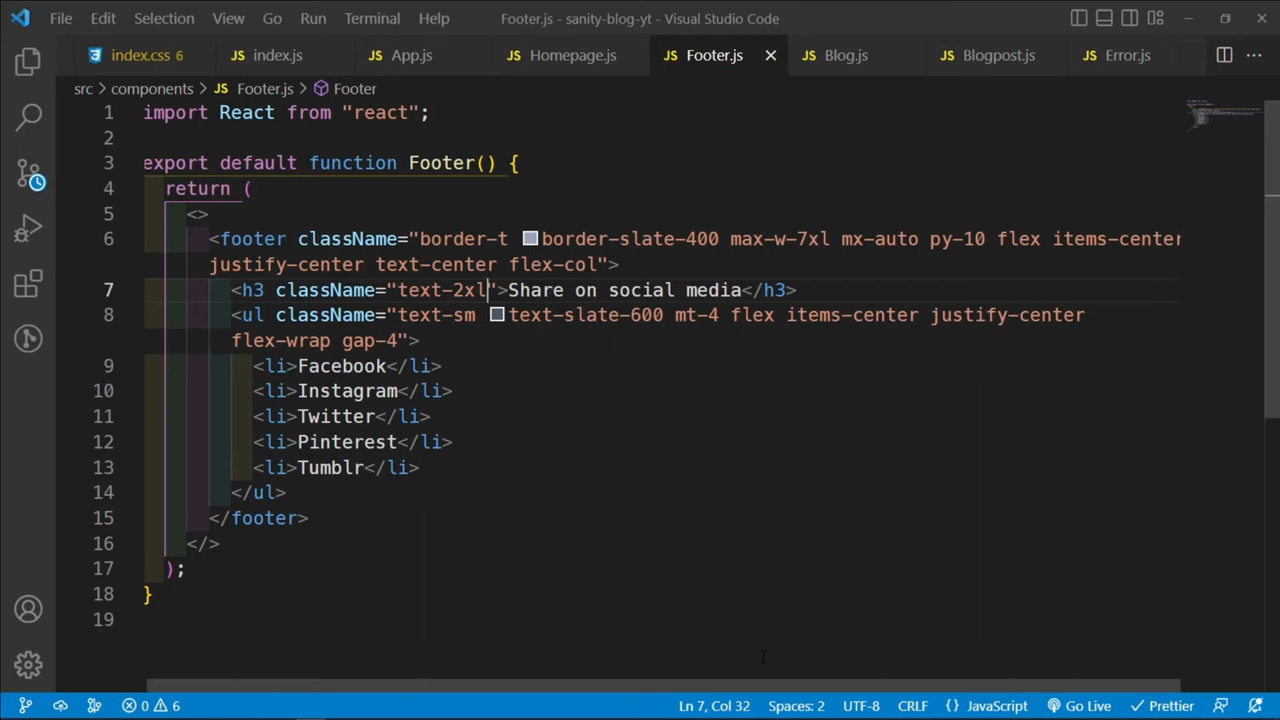 File Edit Selection View Go Run Terminal Help Footer.js - sanity-blog-yt - Visual Studio Code
index.css 6 JS index.js JS App.js JS Homepage.js JS Footer.js JS Blog.js JS Blogpost.js JS Error.js
src > components > JS Footer.js > Footer
1 import React from "react";
2
3 export default function Footer() {
4 return (
5 <>
6 <footer className="border-t border-slate-400 max-w-7xl mx-auto py-10 flex items-center
justify-center text-center flex-col">
7 <h3 className="text-2xl">Share on social media</h3>
8 <ul className="text-sm text-slate-600 mt-4 flex items-center justify-center
flex-wrap gap-4">
9 <li>Facebook</li>
10 <li>Instagram</li>
11 <li>Twitter</li>
12 <li>Pinterest</li>
13 <li>Tumblr</li>
14 </ul>
15 </footer>
16 </>
17 );
18 }
19
0 6 Ln 7, Col 32 Spaces: 2 UTF-8 CRLF {} JavaScript Go Live Prettier